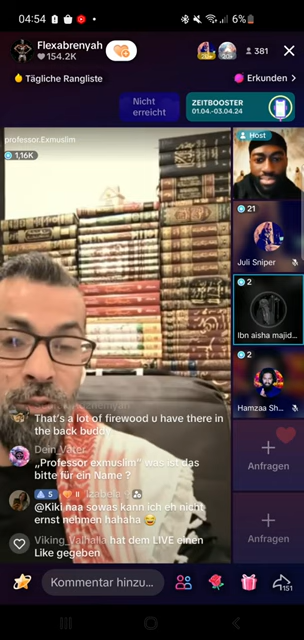 04:54
6%
Flexabrenyah
154.2K
381
Tägliche Rangliste
Erkunden >
Nicht
erreicht
ZEITBOOSTER
01.04.-03.04.24
professor.Exmuslim
1,16K
Host
21
Juli Sniper
2
Ibn aisha majid...
2
Hamzaa Sh...
That's a lot of firewood u have there in
the back buddy
Dein_Vater
„Professor exmuslim“ was ist das
bitte für ein Name ?
5 II Izabela
@Kiki naa sowas kann ich eh nicht
ernst nehmen hahaha 😅
Viking_Valhalla hat dem LIVE einen
Like gegeben
Anfragen
Anfragen
Kommentar hinzu...
151